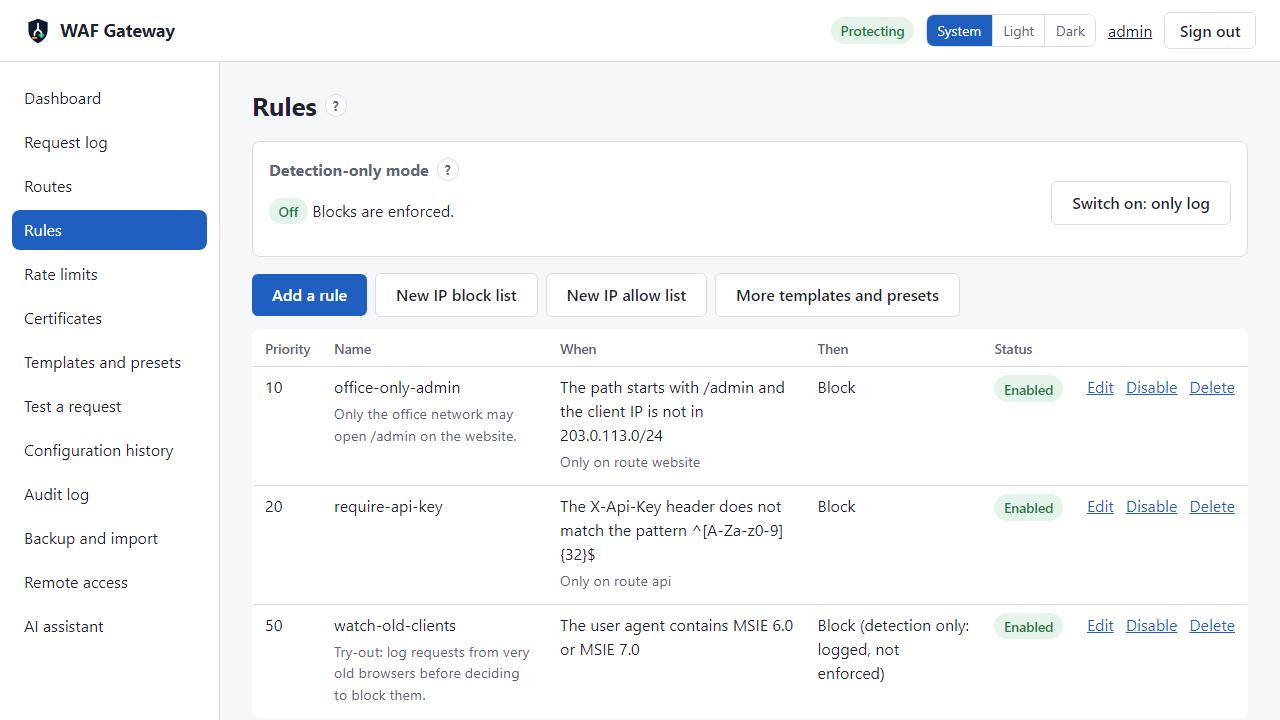 WAF Gateway
Protecting
System Light Dark
admin
Sign out
Dashboard
Request log
Routes
Rules
Rate limits
Certificates
Templates and presets
Test a request
Configuration history
Audit log
Backup and import
Remote access
AI assistant
Rules ?
Detection-only mode ?
Off Blocks are enforced.
Switch on: only log
Add a rule
New IP block list
New IP allow list
More templates and presets
Priority Name When Then Status
10 office-only-admin The path starts with /admin and Block Enabled Edit Disable Delete
Only the office network may the client IP is not in
open /admin on the website. 203.0.113.0/24
Only on route website
20 require-api-key The X-Api-Key header does not Block Enabled Edit Disable Delete
match the pattern ^[A-Za-z0-9]
{32}$
Only on route api
50 watch-old-clients The user agent contains MSIE 6.0 Block (detection only: Enabled Edit Disable Delete
Try-out: log requests from very or MSIE 7.0 logged, not
old browsers before deciding enforced)
to block them.